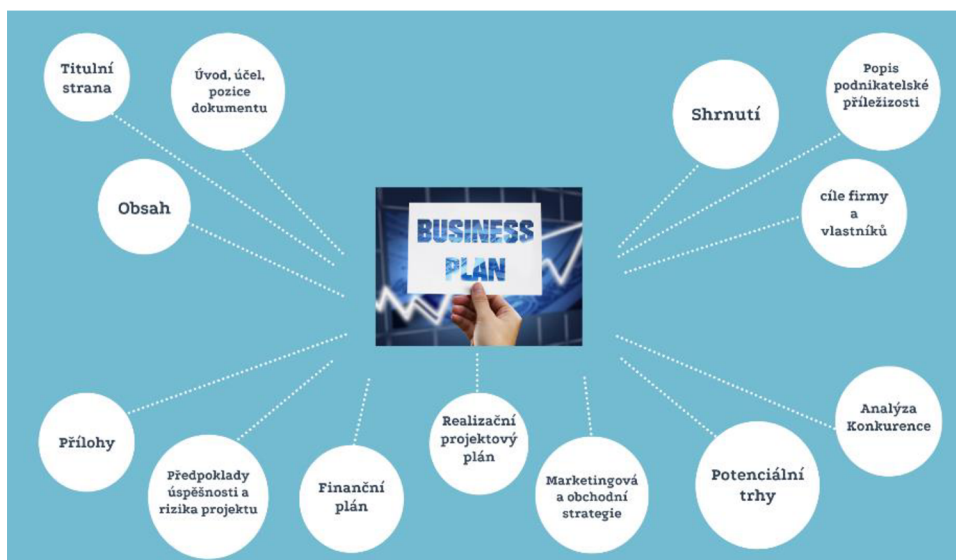 Titulní
strana
Úvod, účel,
pozice
dokumentu
Obsah
Shrnutí
Popis
podnikatelské
příležizosti
cíle firmy
a
vlastníků
BUSINESS
PLAN
Přílohy
Předpoklady
úspěšnosti a
rizika projektu
Finanční
plán
Realizační
projektový
plán
Marketingová
a obchodní
strategie
Potenciální
trhy
Analýza
Konkurence